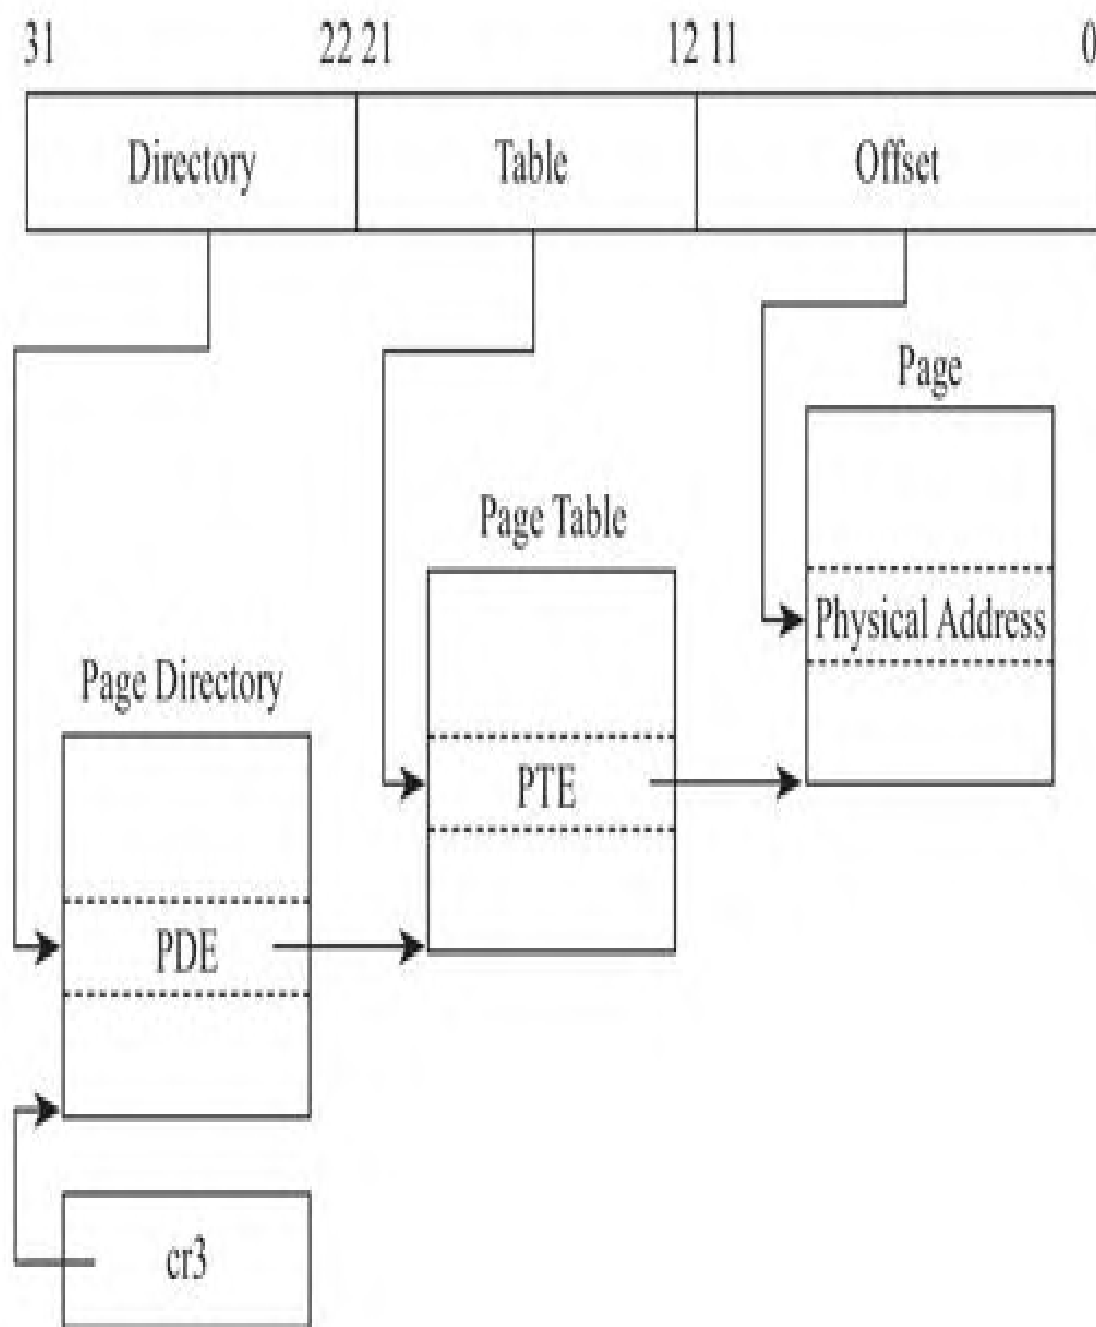 31 22 21 12 11 0
Directory Table Offset
Page
Page Table
Physical Address
Page Directory
PTE
PDE
cr3